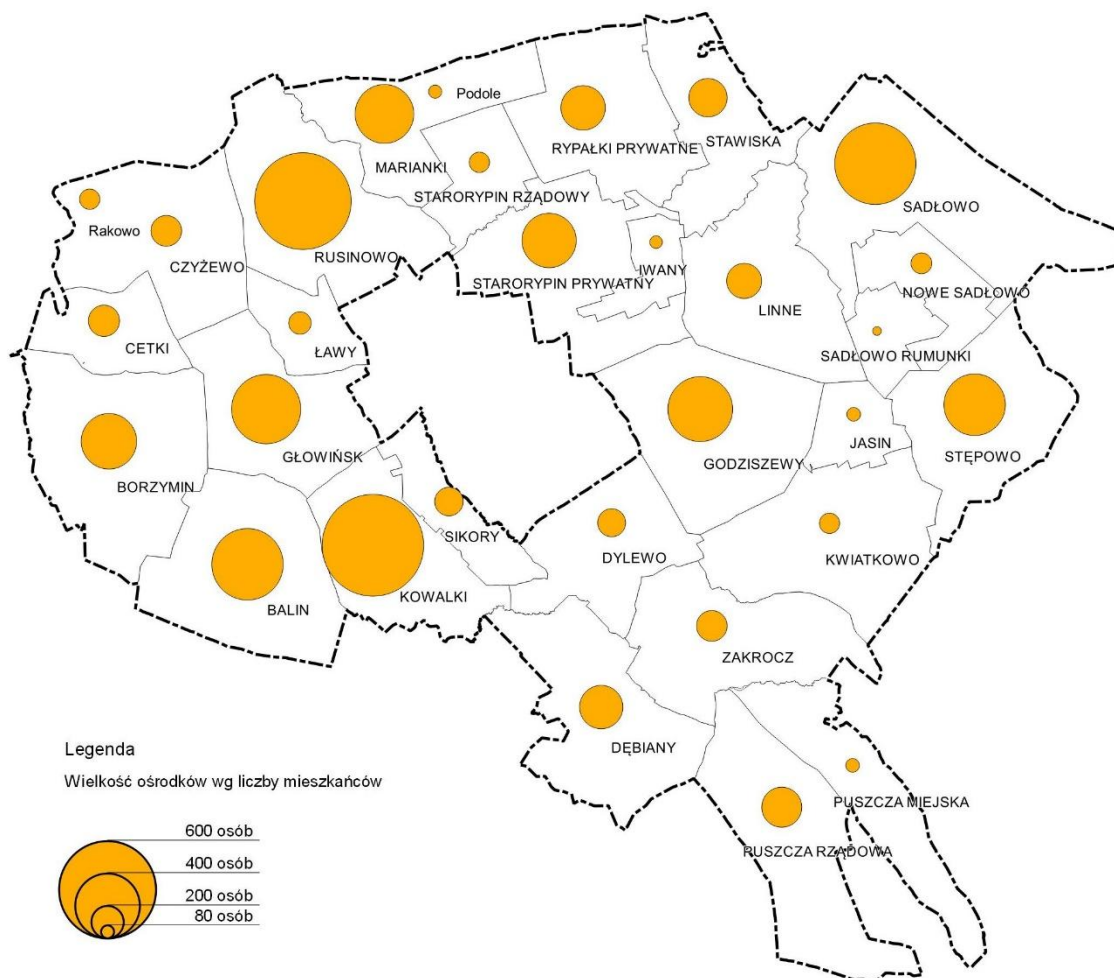 Podole
MARIANKI
RYPAŁKI PRYWATNE
STAWISKA
STARORYPIN RZĄDOWY
SADŁOWO
Rakowo
CZYŻEWO
RUSINOWO
STARORYPIN PRYWATNY
IWANY
NOWE SADŁOWO
LINNE
CETKI
ŁAWY
SADŁOWO RUMUNKI
GŁOWIŃSK
BORZYMIN
GODZISZEWY
JASIN
STĘPOWO
SIKORY
DYLEWO
KWIATKOWO
BALIN
KOWALKI
ZAKROCZ
DĘBIANY
PUSZCZA MIEJSKA
PUSZCZA RZĄDOWA
Legenda
Wielkość ośrodków wg liczby mieszkańców
600 osób
400 osób
200 osób
80 osób